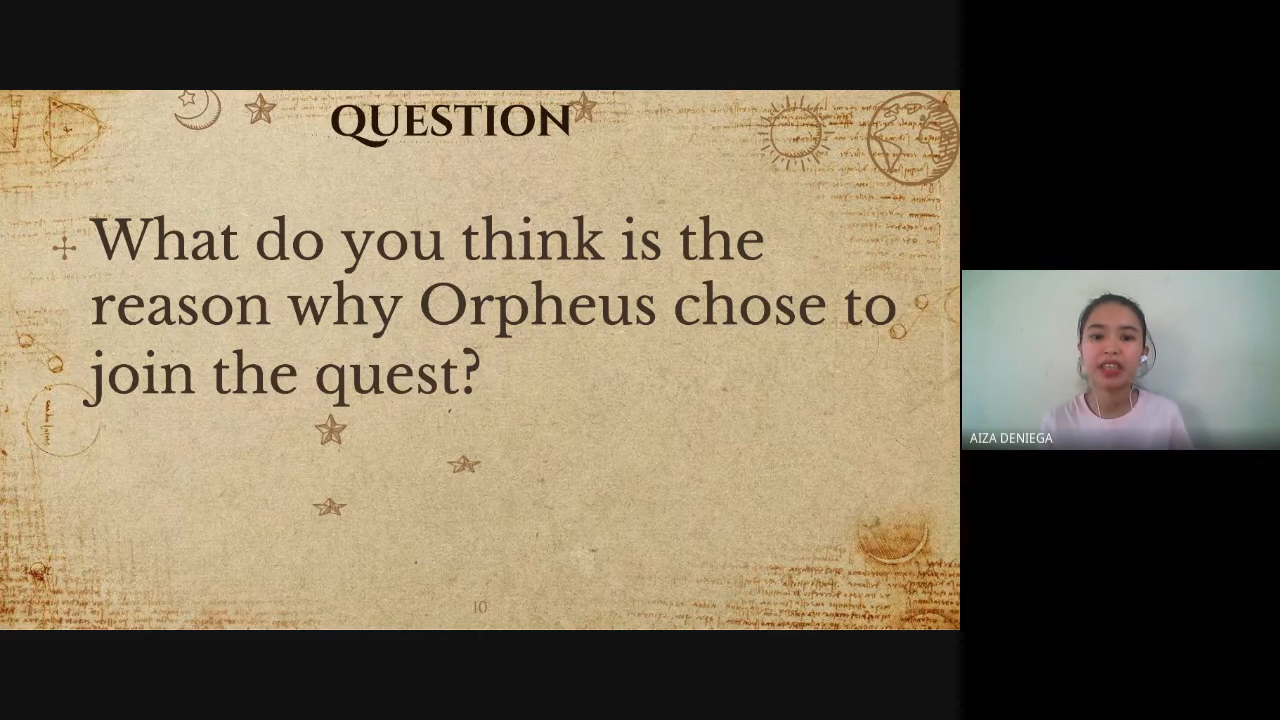 QUESTION
What do you think is the
reason why Orpheus chose to
join the quest?
10
AIZA DENIEGA